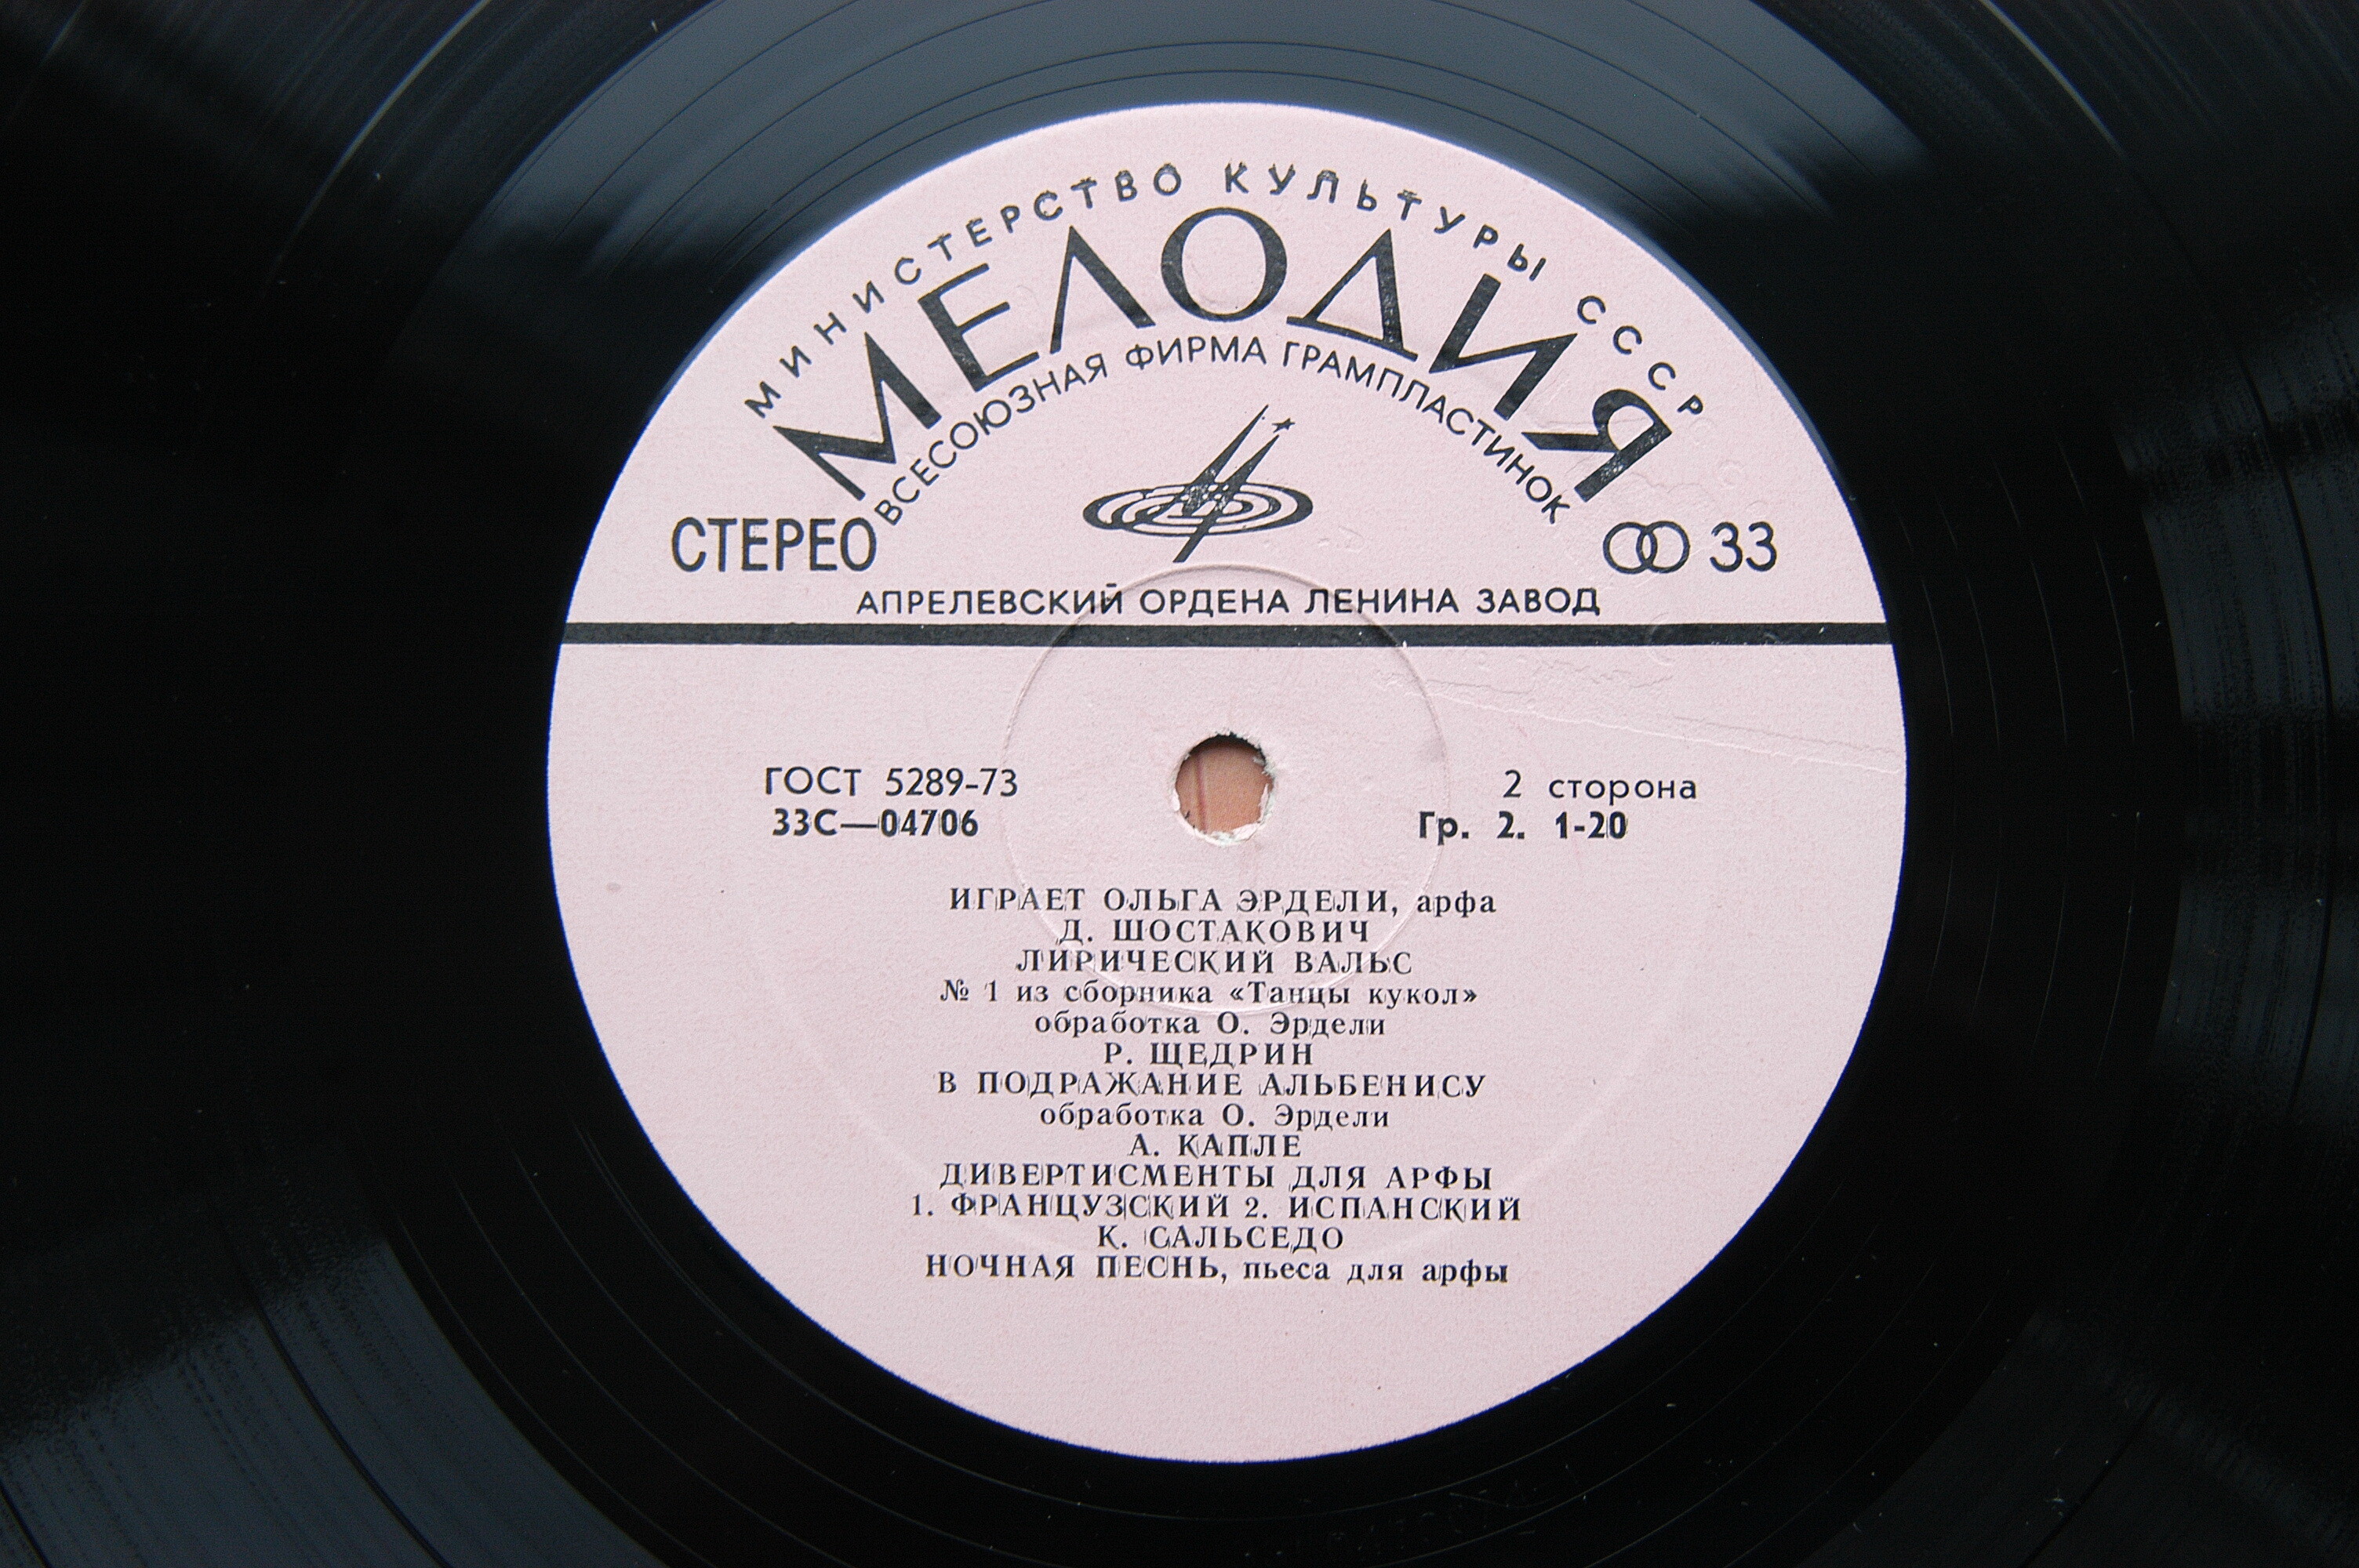 МИНИСТЕРСТВО КУЛЬТУРЫ СССР
МЕЛОДИЯ
ВСЕСОЮЗНАЯ ФИРМА ГРАМПЛАСТИНОК
СТЕРЕО
33
АПРЕЛЕВСКИЙ ОРДЕНА ЛЕНИНА ЗАВОД
ГОСТ 5289-73
2 сторона
33С—04706
Гр. 2. 1-20
ИГРАЕТ ОЛЬГА ЭРДЕЛИ, арфа
Д. ШОСТАКОВИЧ
ЛИРИЧЕСКИЙ ВАЛЬС
№ 1 из сборника «Танцы кукол»
обработка О. Эрдели
Р. ЩЕДРИН
В ПОДРАЖАНИЕ АЛЬБЕНИСУ
обработка О. Эрдели
А. КАПЛЕ
ДИВЕРТИСМЕНТЫ ДЛЯ АРФЫ
1. ФРАНЦУЗСКИЙ 2. ИСПАНСКИЙ
К. САЛЬСЕДО
НОЧНАЯ ПЕСНЬ, пьеса для арфы